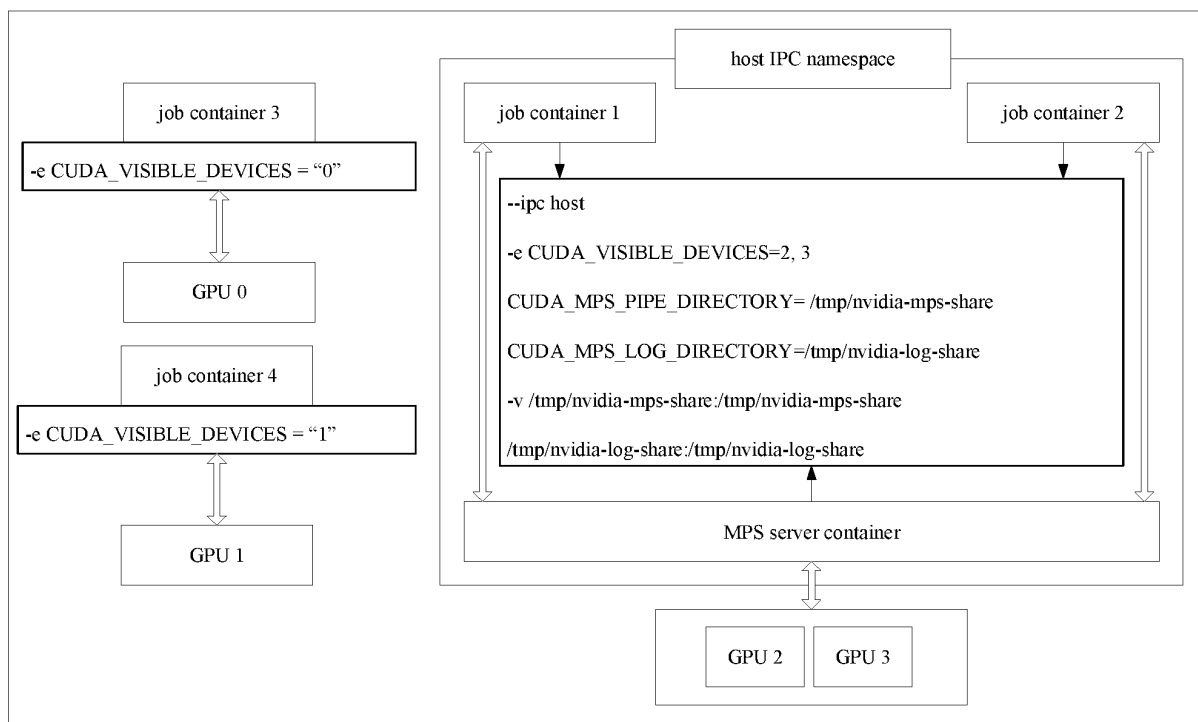 job container 3
-e CUDA_VISIBLE_DEVICES = “0”
GPU 0
job container 4
-e CUDA_VISIBLE_DEVICES = “1”
GPU 1
host IPC namespace
job container 1
job container 2
--ipc host
-e CUDA_VISIBLE_DEVICES=2, 3
CUDA_MPS_PIPE_DIRECTORY= /tmp/nvidia-mps-share
CUDA_MPS_LOG_DIRECTORY=/tmp/nvidia-log-share
-v /tmp/nvidia-mps-share:/tmp/nvidia-mps-share
/tmp/nvidia-log-share:/tmp/nvidia-log-share
MPS server container
GPU 2
GPU 3